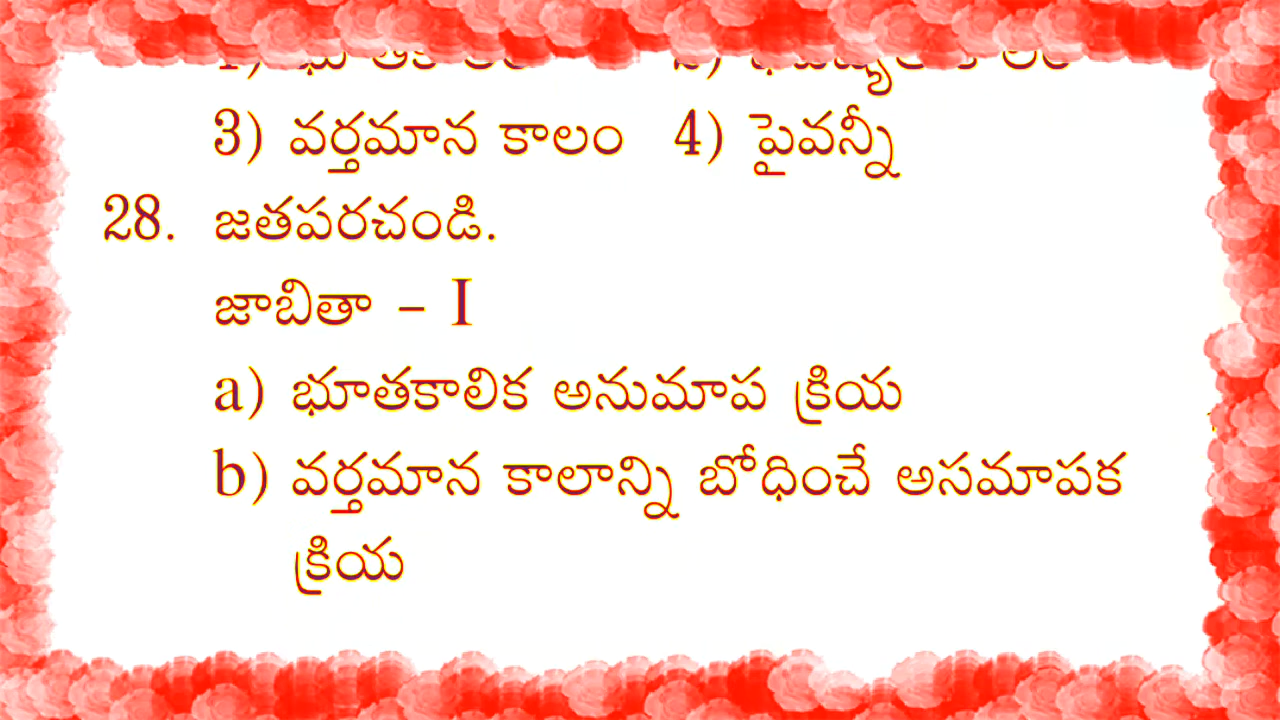 3) వర్తమాన కాలం 4) పైవన్నీ
28. జతపరచండి.
జాబితా – I
a) భూతకాలిక అనుమాప క్రియ
b) వర్తమాన కాలాన్ని బోధించే అసమాపక
క్రియ